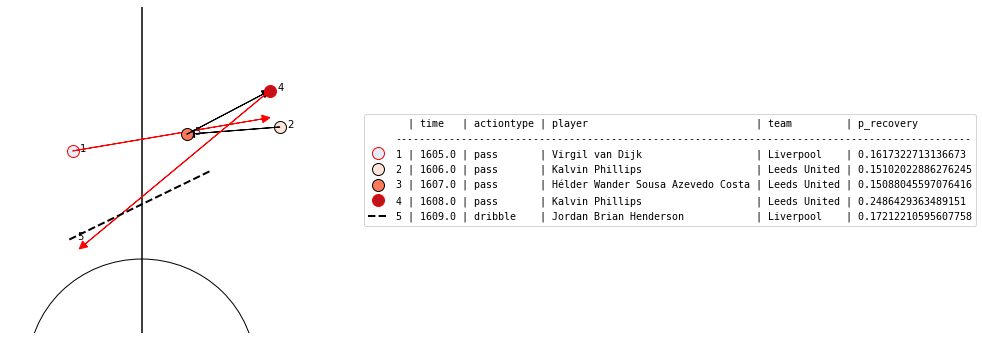 1
2
3
4
5
| time | actiontype | player | team | p_recovery
--------------------------------------------------------------------------------
1 | 1605.0 | pass | Virgil van Dijk | Liverpool | 0.1617322713136673
2 | 1606.0 | pass | Kalvin Phillips | Leeds United | 0.15102022886276245
3 | 1607.0 | pass | Hélder Wander Sousa Azevedo Costa | Leeds United | 0.15088045597076416
4 | 1608.0 | pass | Kalvin Phillips | Leeds United | 0.2486429363489151
5 | 1609.0 | dribble | Jordan Brian Henderson | Liverpool | 0.17212210595607758